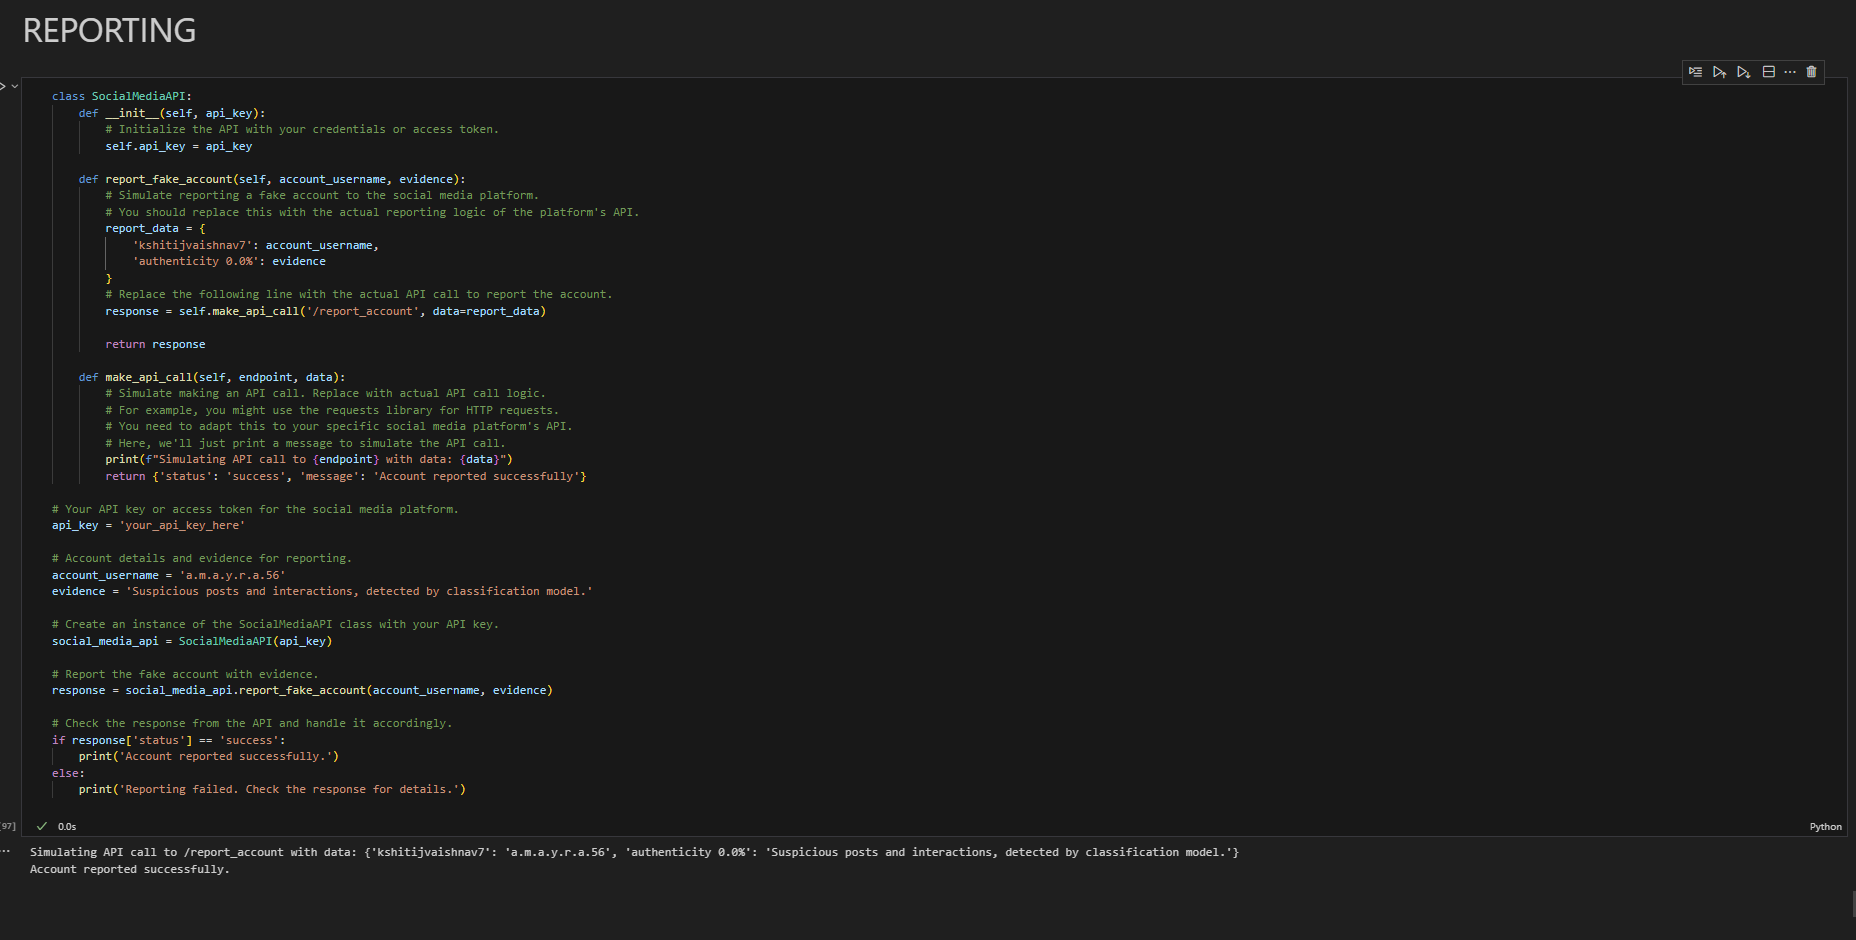 REPORTING
class SocialMediaAPI:
    def __init__(self, api_key):
        # Initialize the API with your credentials or access token.
        self.api_key = api_key
    def report_fake_account(self, account_username, evidence):
        # Simulate reporting a fake account to the social media platform.
        # You should replace this with the actual reporting logic of the platform's API.
        report_data = {
            'kshitijvaishnav7': account_username,
            'authenticity 0.0%': evidence
        }
        # Replace the following line with the actual API call to report the account.
        response = self.make_api_call('/report_account', data=report_data)
        return response
    def make_api_call(self, endpoint, data):
        # Simulate making an API call. Replace with actual API call logic.
        # For example, you might use the requests library for HTTP requests.
        # You need to adapt this to your specific social media platform's API.
        # Here, we'll just print a message to simulate the API call.
        print(f"Simulating API call to {endpoint} with data: {data}")
        return {'status': 'success', 'message': 'Account reported successfully'}
# Your API key or access token for the social media platform.
api_key = 'your_api_key_here'
# Account details and evidence for reporting.
account_username = 'a.m.a.y.r.a.56'
evidence = 'Suspicious posts and interactions, detected by classification model.'
# Create an instance of the SocialMediaAPI class with your API key.
social_media_api = SocialMediaAPI(api_key)
# Report the fake account with evidence.
response = social_media_api.report_fake_account(account_username, evidence)
# Check the response from the API and handle it accordingly.
if response['status'] == 'success':
    print('Account reported successfully.')
else:
    print('Reporting failed. Check the response for details.')
97] 0.0s Python
Simulating API call to /report_account with data: {'kshitijvaishnav7': 'a.m.a.y.r.a.56', 'authenticity 0.0%': 'Suspicious posts and interactions, detected by classification model.'}
Account reported successfully.